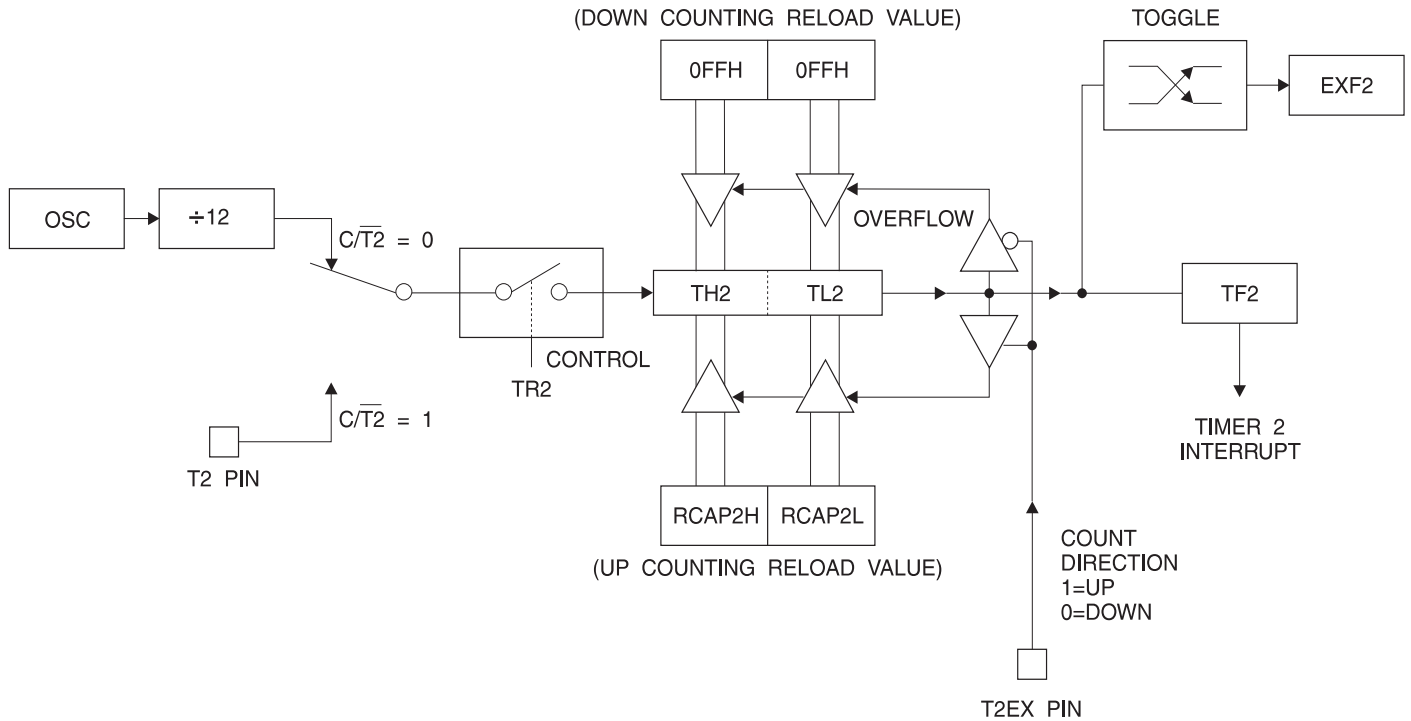 (DOWN COUNTING RELOAD VALUE)
TOGGLE
0FFH 0FFH
EXF2
OSC
÷12
C/T2̅ = 0
OVERFLOW
TH2 TL2
TF2
CONTROL
TR2
C/T2̅ = 1
T2 PIN
TIMER 2
INTERRUPT
RCAP2H RCAP2L
(UP COUNTING RELOAD VALUE)
COUNT
DIRECTION
1=UP
0=DOWN
T2EX PIN